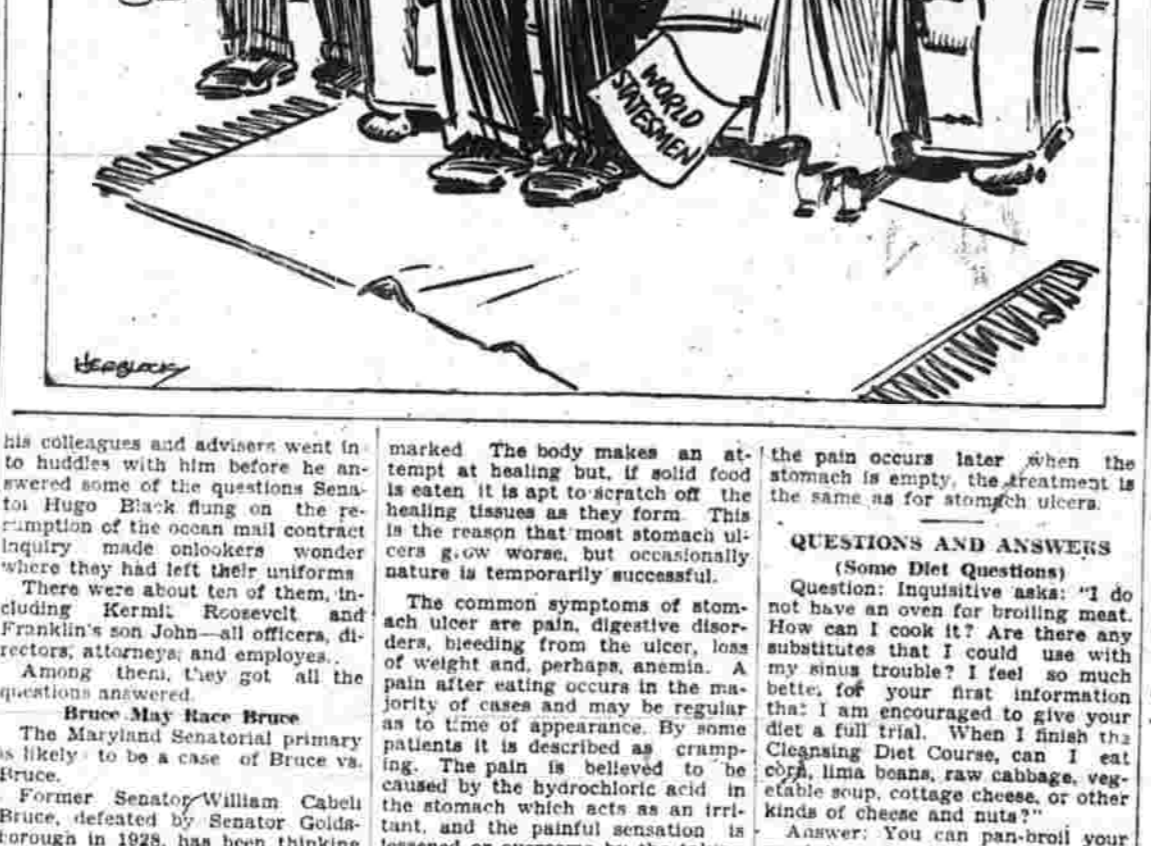 WORLD
STATESMEN
HERBLOCK
his colleagues and advisers went in-
to huddles with him before he an-
swered some of the questions Sena-
tor Hugo Black flung on the re-
sumption of the ocean mail contract
inquiry made onlookers wonder
where they had left their uniforms
There were about ten of them, in-
cluding Kermit Roosevelt and
Franklin's son John—all officers, di-
rectors, attorneys, and employes.
Among them, they got all the
questions answered.
Bruce May Race Bruce
The Maryland Senatorial primary
is likely to be a case of Bruce vs.
Bruce.
Former Senator William Cabell
Bruce, defeated by Senator Golds-
borough in 1928, has been thinking
marked The body makes an at-
tempt at healing but, if solid food
is eaten it is apt to scratch off the
healing tissues as they form. This
is the reason that most stomach ul-
cers grow worse, but occasionally
nature is temporarily successful.
The common symptoms of stom-
ach ulcer are pain, digestive disor-
ders, bleeding from the ulcer, loss
of weight and, perhaps, anemia. A
pain after eating occurs in the ma-
jority of cases and may be regular
as to time of appearance. By some
patients it is described as cramp-
ing. The pain is believed to be
caused by the hydrochloric acid in
the stomach which acts as an irri-
tant, and the painful sensation is
lessened or overcome by the taking
the pain occurs later when the
stomach is empty, the treatment is
the same as for stomach ulcers.
QUESTIONS AND ANSWERS
(Some Diet Questions)
Question: Inquisitive asks: "I do
not have an oven for broiling meat.
How can I cook it? Are there any
substitutes that I could use with
my sinus trouble? I feel so much
better for your first information
that I am encouraged to give your
diet a full trial. When I finish the
Cleansing Diet Course, can I eat
corn, lima beans, raw cabbage, veg-
etable soup, cottage cheese, or other
kinds of cheese and nuts?"
Answer: You can pan-broil your